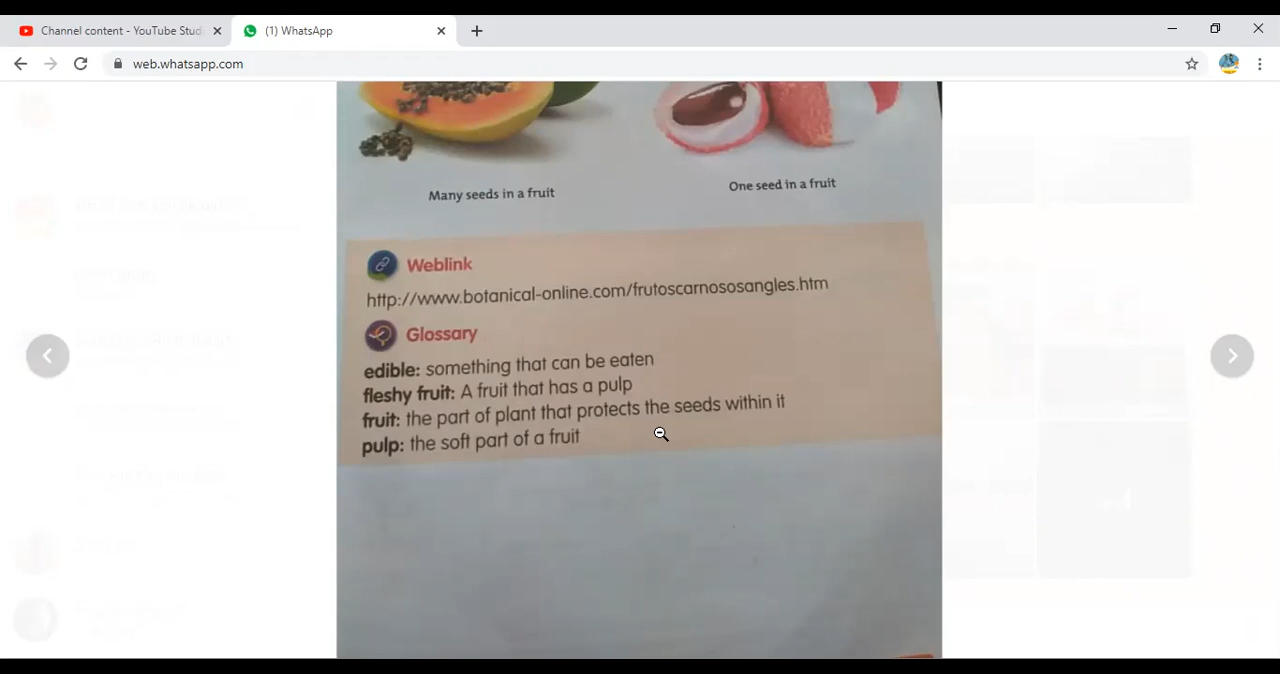 Channel content - YouTube Stud
(1) WhatsApp
web.whatsapp.com
Many seeds in a fruit
One seed in a fruit
Weblink
http://www.botanical-online.com/frutoscarnososangles.htm
Glossary
edible: something that can be eaten
fleshy fruit: A fruit that has a pulp
fruit: the part of plant that protects the seeds within it
pulp: the soft part of a fruit